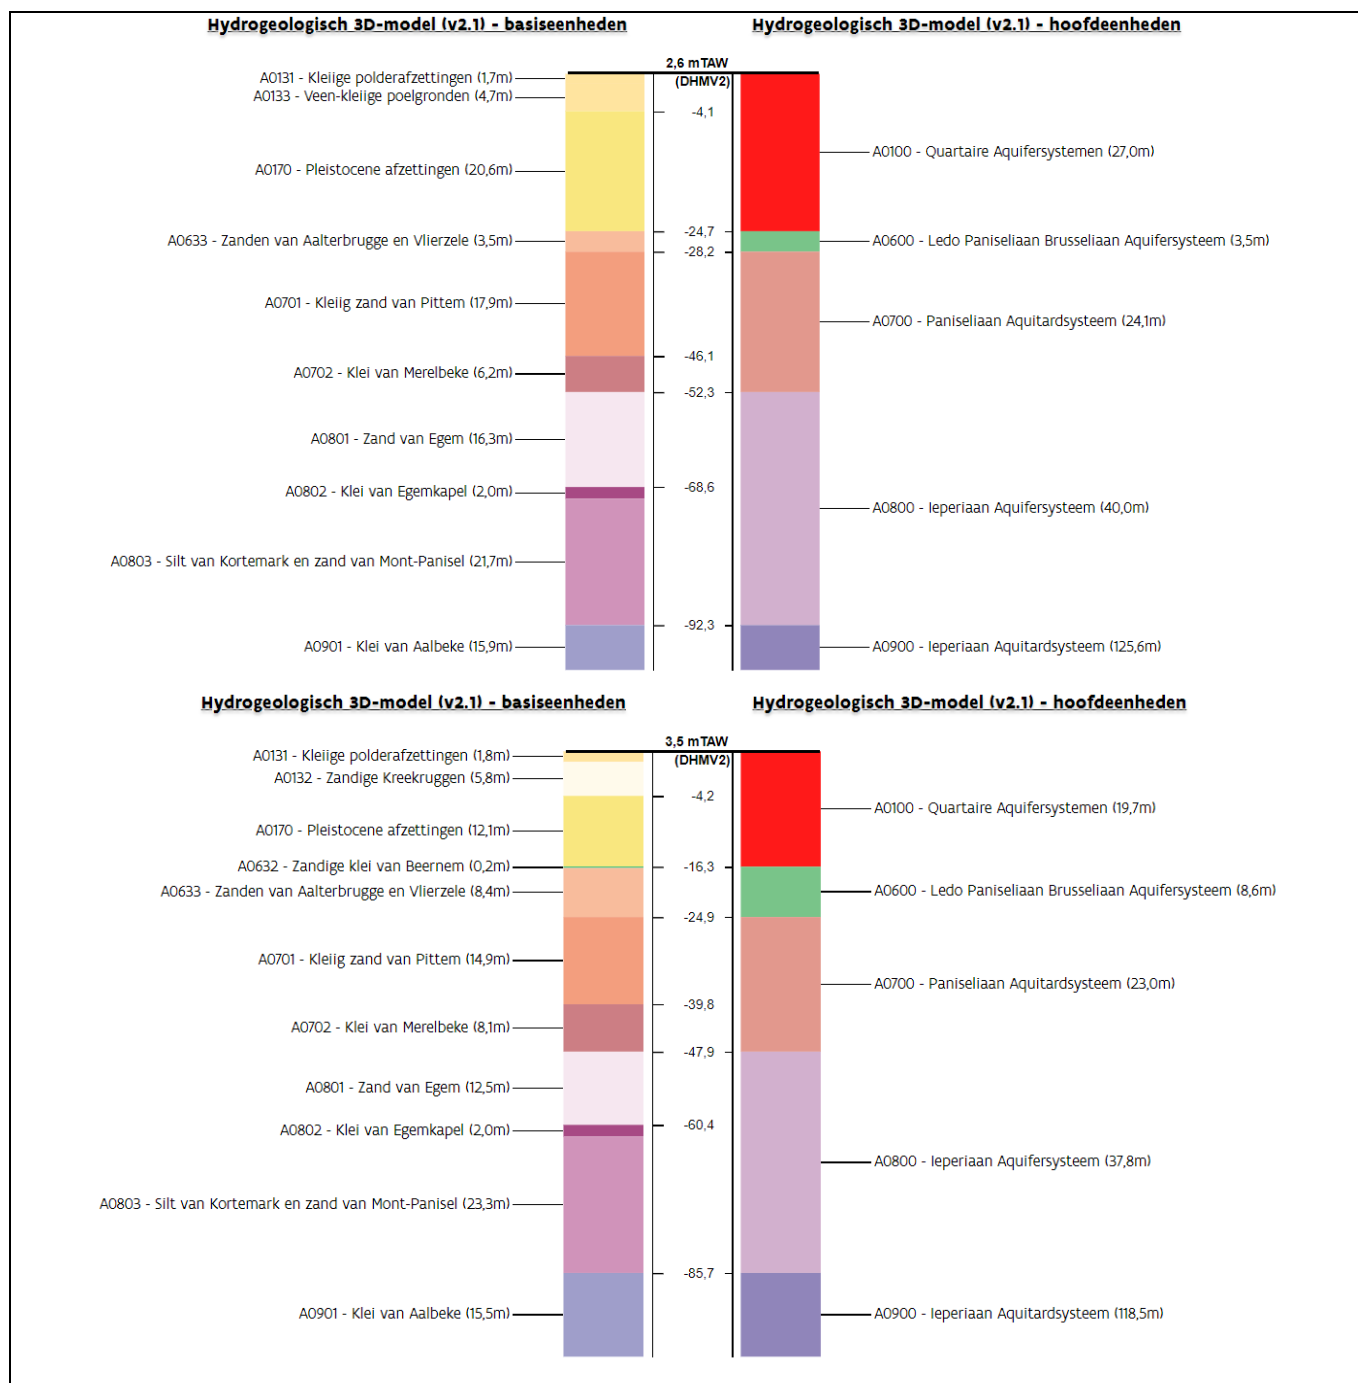 Hydrogeologisch 3D-model (v2.1) - basiseenheden
Hydrogeologisch 3D-model (v2.1) - hoofdeenheden
2,6 mTAW
(DHMV2)
A0131 - Kleiige polderafzettingen (1,7m)
A0133 - Veen-kleiige poelgronden (4,7m)
-4,1
A0100 - Quartaire Aquifersystemen (27,0m)
A0170 - Pleistocene afzettingen (20,6m)
-24,7
A0633 - Zanden van Aalterbrugge en Vlierzele (3,5m)
A0600 - Ledo Paniseliaan Brusseliaan Aquifersysteem (3,5m)
-28,2
A0701 - Kleiig zand van Pittem (17,9m)
A0700 - Paniseliaan Aquitardsysteem (24,1m)
-46,1
A0702 - Klei van Merelbeke (6,2m)
-52,3
A0801 - Zand van Egem (16,3m)
-68,6
A0802 - Klei van Egemkapel (2,0m)
A0800 - Ieperiaan Aquifersysteem (40,0m)
A0803 - Silt van Kortemark en zand van Mont-Panisel (21,7m)
-92,3
A0901 - Klei van Aalbeke (15,9m)
A0900 - Ieperiaan Aquitardsysteem (125,6m)
Hydrogeologisch 3D-model (v2.1) - basiseenheden
Hydrogeologisch 3D-model (v2.1) - hoofdeenheden
3,5 mTAW
(DHMV2)
A0131 - Kleiige polderafzettingen (1,8m)
A0132 - Zandige Kreekruggen (5,8m)
-4,2
A0100 - Quartaire Aquifersystemen (19,7m)
A0170 - Pleistocene afzettingen (12,1m)
A0632 - Zandige klei van Beernem (0,2m)
-16,3
A0633 - Zanden van Aalterbrugge en Vlierzele (8,4m)
A0600 - Ledo Paniseliaan Brusseliaan Aquifersysteem (8,6m)
-24,9
A0701 - Kleiig zand van Pittem (14,9m)
A0700 - Paniseliaan Aquitardsysteem (23,0m)
-39,8
A0702 - Klei van Merelbeke (8,1m)
-47,9
A0801 - Zand van Egem (12,5m)
-60,4
A0802 - Klei van Egemkapel (2,0m)
A0800 - Ieperiaan Aquifersysteem (37,8m)
A0803 - Silt van Kortemark en zand van Mont-Panisel (23,3m)
-85,7
A0901 - Klei van Aalbeke (15,5m)
A0900 - Ieperiaan Aquitardsysteem (118,5m)